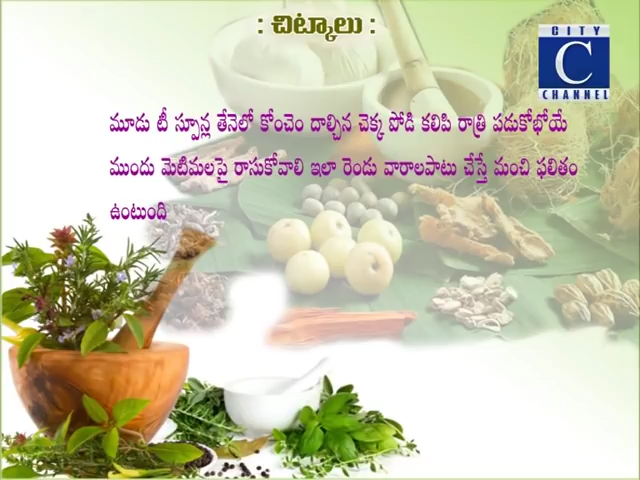 : చిట్కాలు :
CITY
C
CHANNEL
మూడు టీ స్పూన్ల తేనెలో కోంచెం దాల్చిన చెక్క పోడి కలిపి రాత్రి పడుకోభోయే
ముందు మెటిమలపై రాసుకోవాలి ఇలా రెండు వారాలపాటు చేస్తే మంచి ఫలితం
ఉంటుంది